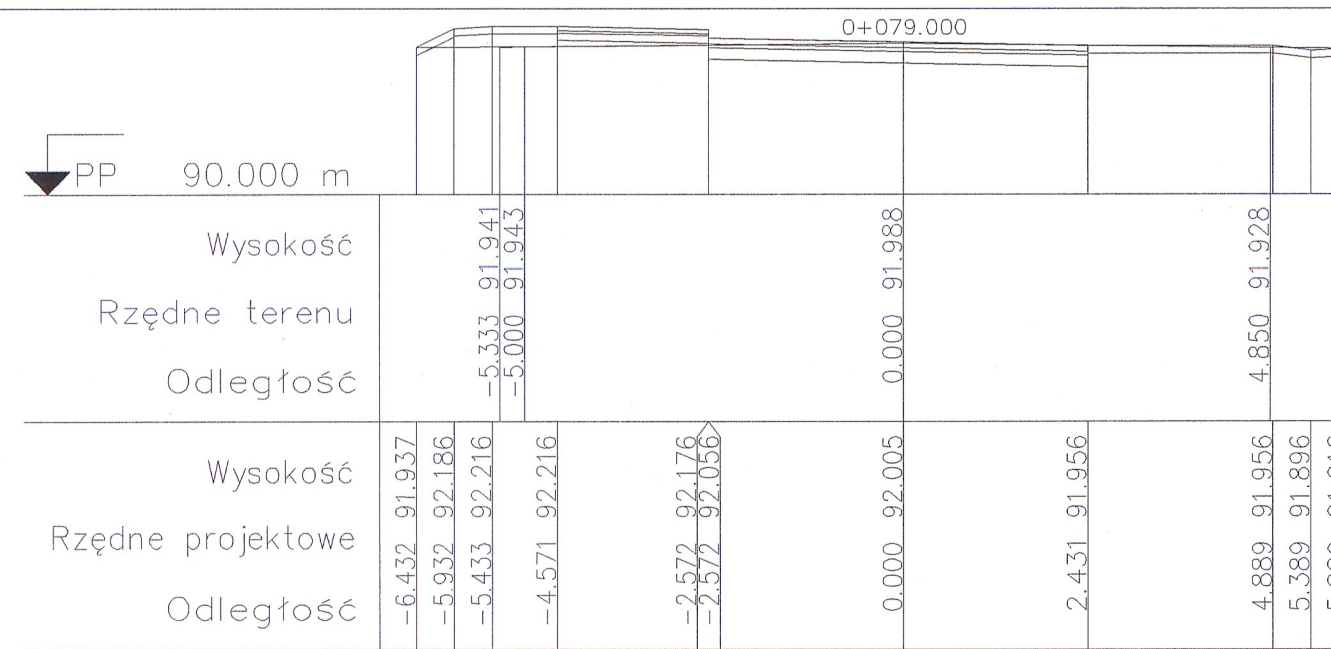 0+079.000
PP 90.000 m
Wysokość
Rzędne terenu
Odległość
-5.333 91.941
-5.000 91.943
0.000 91.988
4.850 91.928
Wysokość
Rzędne projektowe
Odległość
-6.432 91.937
-5.932 92.186
-5.433 92.216
-4.571 92.216
-2.572 92.176
-2.572 92.056
0.000 92.005
2.431 91.956
4.889 91.956
5.389 91.896